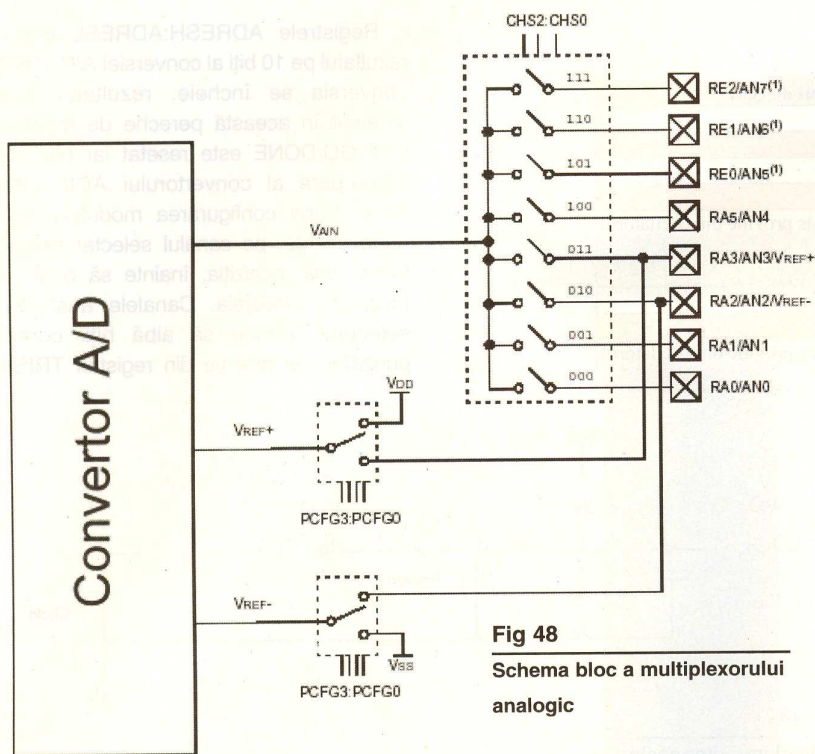 CHS2:CHS0
111 RE2/AN7(1)
110 RE1/AN6(1)
101 RE0/AN5(1)
100 RA5/AN4
VAIN
011 RA3/AN3/VREF+
010 RA2/AN2/VREF-
001 RA1/AN1
000 RA0/AN0
Convertor AD
VDD
VREF+
PCFG3:PCFG0
VREF-
VSS
PCFG3:PCFG0
Fig 48
Schema bloc a multiplexorului
analogic